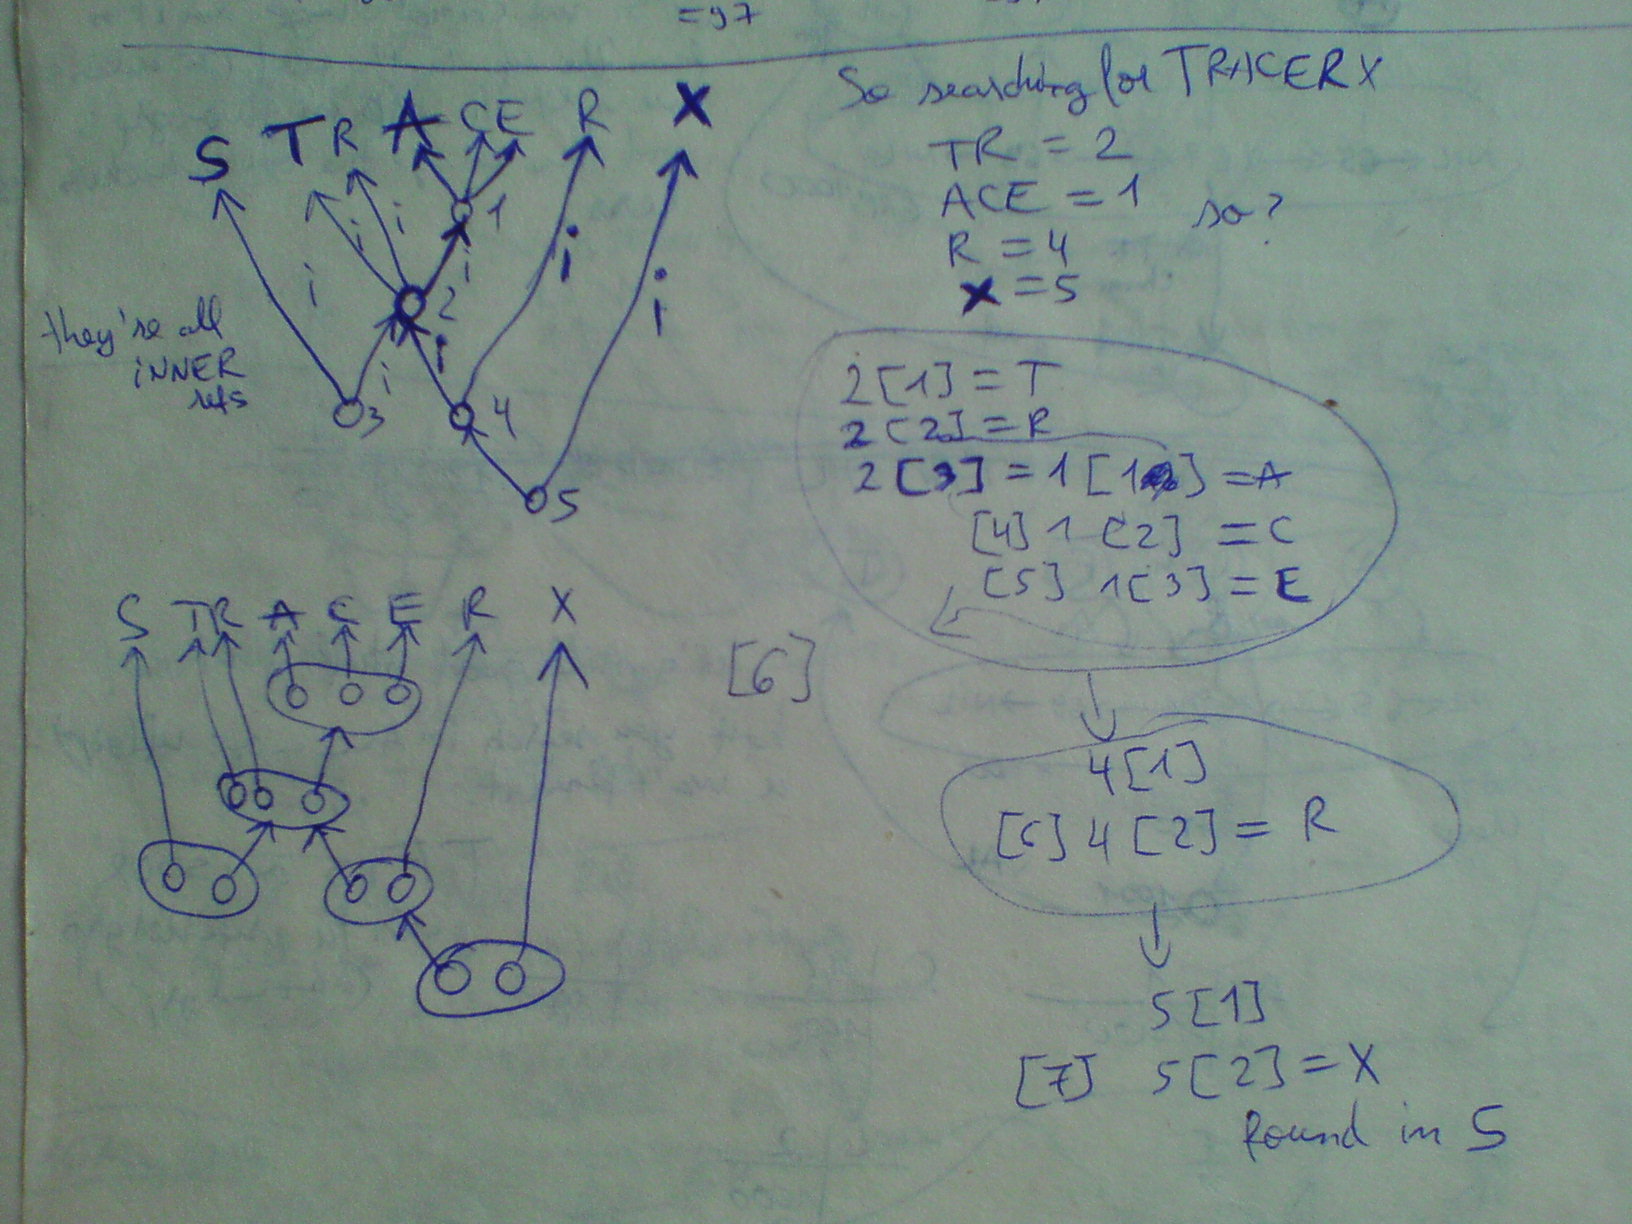 =97
So searching for TRACERX
S T R A C E R X
TR = 2
ACE = 1
so?
R = 4
X = 5
1
i
i
i
i
i
i
i
i
2
they're all
INNER
refs
3
4
5
2[1] = T
2[2] = R
2[3] = 1[1] = A
[4] 1 [2] = C
[5] 1[3] = E
S T R A C E R X
[6]
4[1]
[6] 4[2] = R
5[1]
[7] 5[2] = X
Found in 5